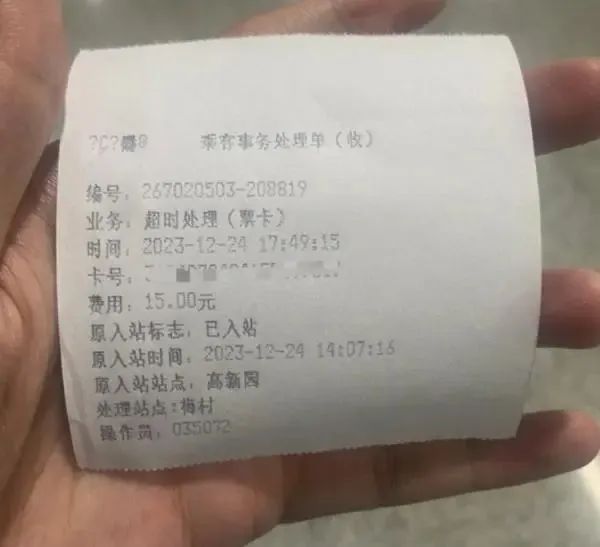 乘客事务处理单(收)
编号: 267020503-208819
业务: 超时处理(票卡)
时间: 2023-12-24 17:49:15
卡号:
费用: 15.00元
原入站标志: 已入站
原入站时间: 2023-12-24 14:07:16
原入站站点: 高新园
处理站点:梅村
操作员: 035072